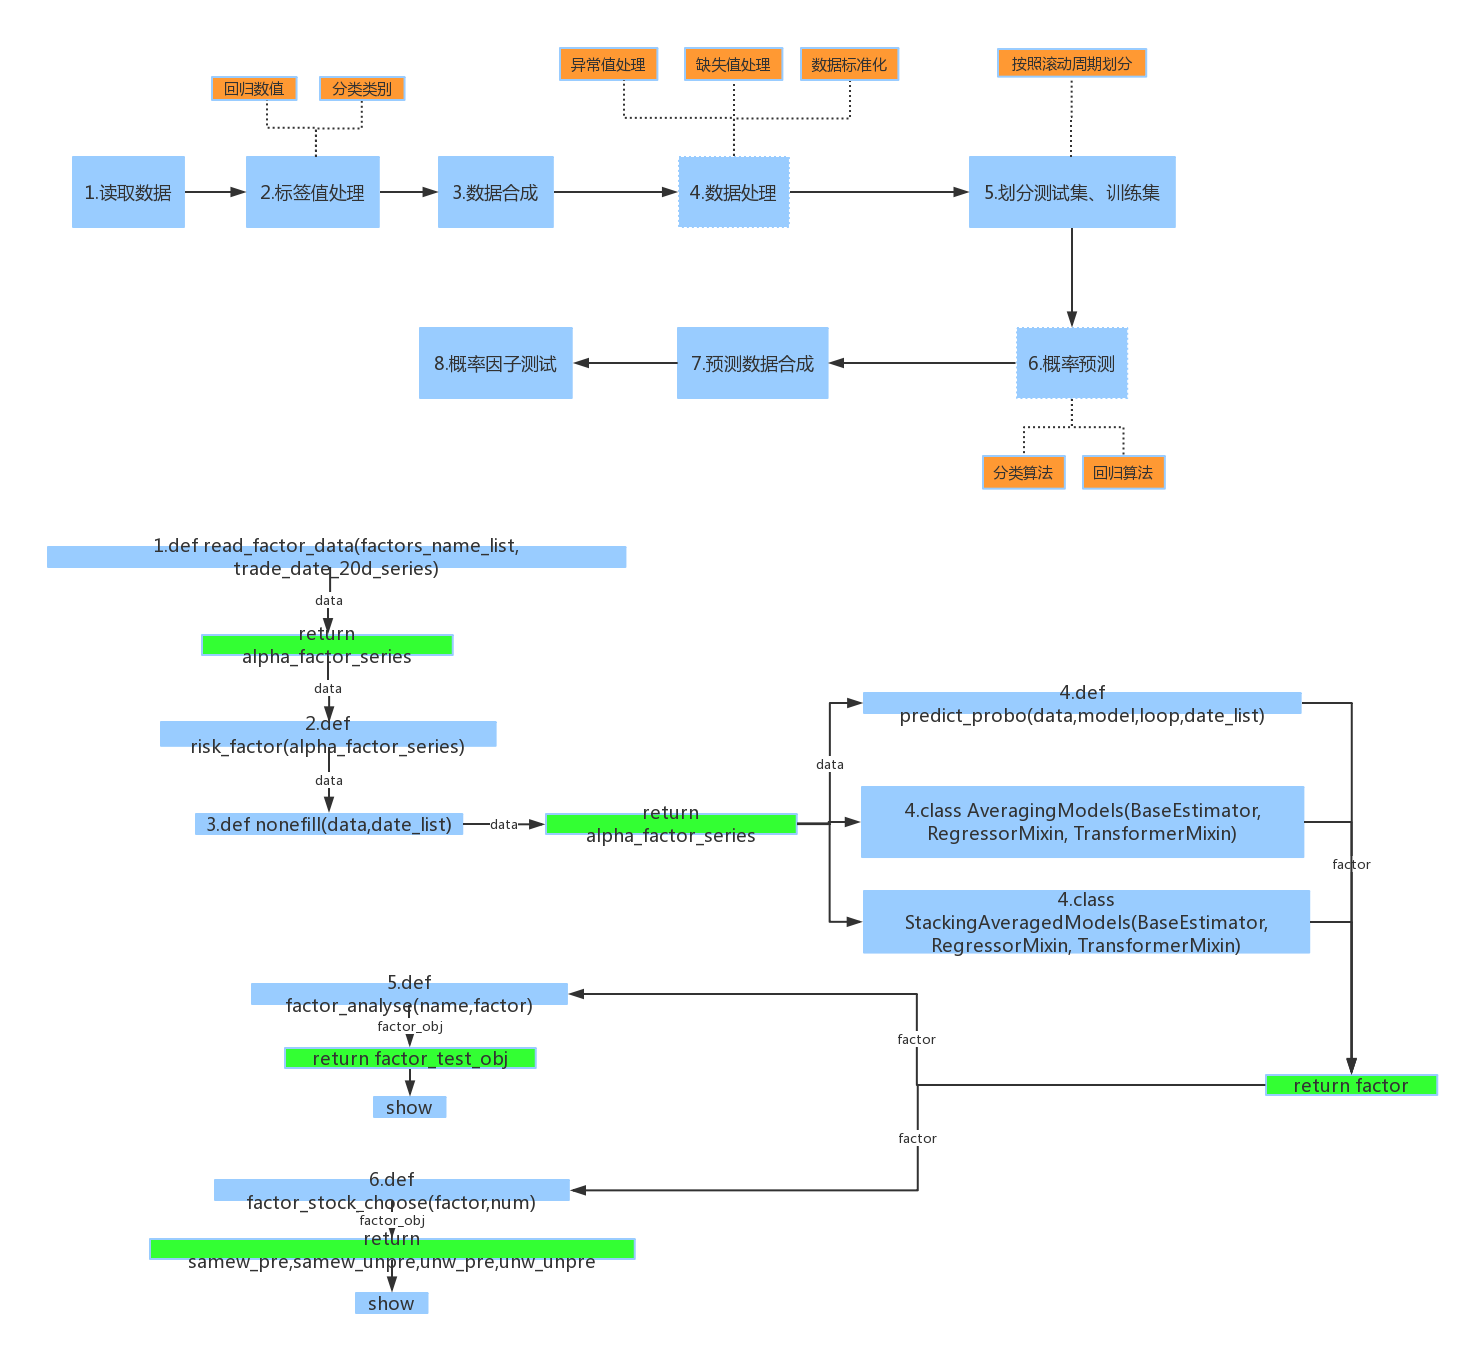 异常值处理
缺失值处理
数据标准化
按照滚动周期划分
回归数值
分类类别
1.读取数据
2.标签值处理
3.数据合成
4.数据处理
5.划分测试集、训练集
8.概率因子测试
7.预测数据合成
6.概率预测
分类算法
回归算法
1.def read_factor_data(factors_name_list,
trade_date_20d_series)
data
return
alpha_factor_series
data
2.def
risk_factor(alpha_factor_series)
data
3.def nonefill(data,date_list)
data
return
alpha_factor_series
data
4.def
predict_probo(data,model,loop,date_list)
4.class AveragingModels(BaseEstimator,
RegressorMixin, TransformerMixin)
factor
4.class
StackingAveragedModels(BaseEstimator,
RegressorMixin, TransformerMixin)
5.def
factor_analyse(name,factor)
factor_obj
factor
return factor_test_obj
return factor
show
factor
6.def
factor_stock_choose(factor,num)
factor_obj
return
samew_pre,samew_unpre,unw_pre,unw_unpre
show